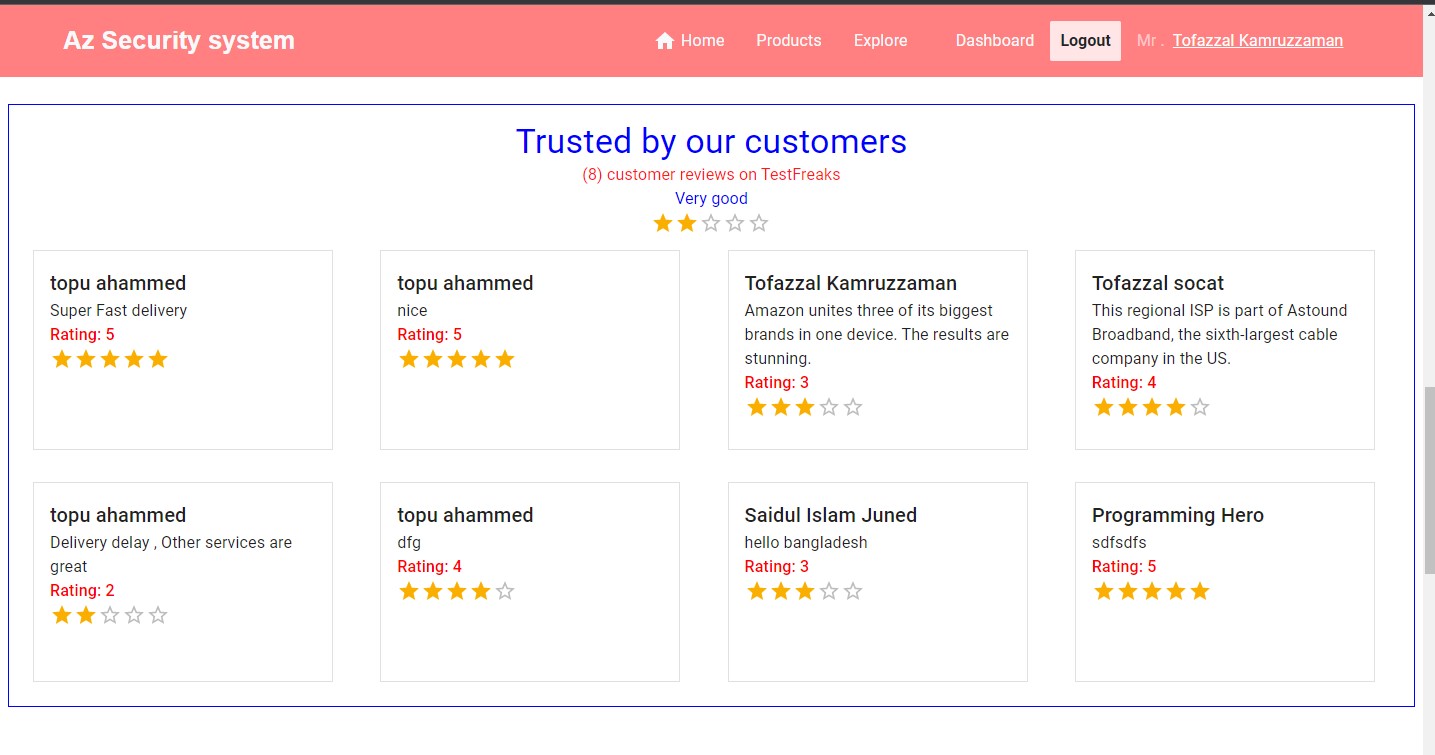 Az Security system
Home Products Explore Dashboard Logout Mr . Tofazzal Kamruzzaman
Trusted by our customers
(8) customer reviews on TestFreaks
Very good
topu ahammed
Super Fast delivery
Rating: 5
topu ahammed
nice
Rating: 5
Tofazzal Kamruzzaman
Amazon unites three of its biggest
brands in one device. The results are
stunning.
Rating: 3
Tofazzal socat
This regional ISP is part of Astound
Broadband, the sixth-largest cable
company in the US.
Rating: 4
topu ahammed
Delivery delay , Other services are
great
Rating: 2
topu ahammed
dfg
Rating: 4
Saidul Islam Juned
hello bangladesh
Rating: 3
Programming Hero
sdfsdfs
Rating: 5